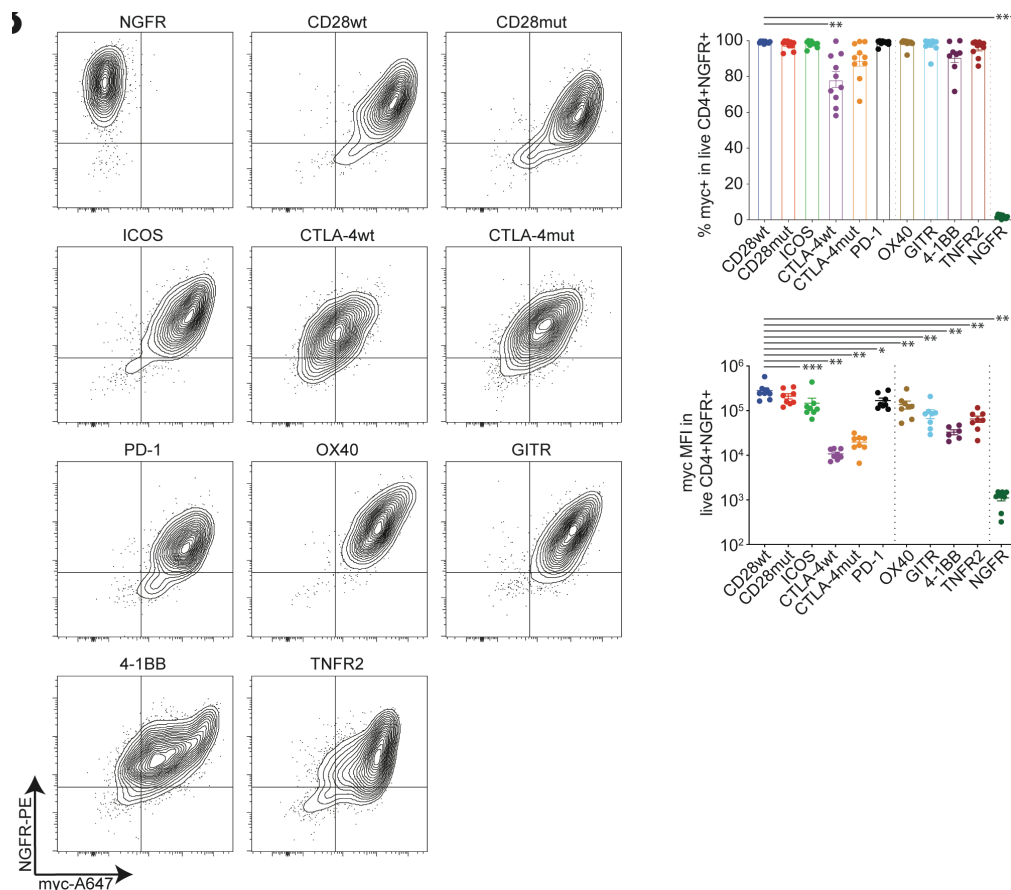 NGFR
CD28wt
CD28mut
ICOS
CTLA-4wt
CTLA-4mut
PD-1
OX40
GITR
4-1BB
TNFR2
NGFR-PE
myc-A647
**
% myc+ in live CD4+NGFR+
100
80
60
40
20
0
CD28wt
CD28mut
ICOS
CTLA-4wt
CTLA-4mut
PD-1
OX40
GITR
4-1BB
TNFR2
NGFR
**
**
**
**
*
**
**
***
myc MFI in
live CD4+NGFR+
10⁶
10⁵
10⁴
10³
10²
CD28wt
CD28mut
ICOS
CTLA-4wt
CTLA-4mut
PD-1
OX40
GITR
4-1BB
TNFR2
NGFR